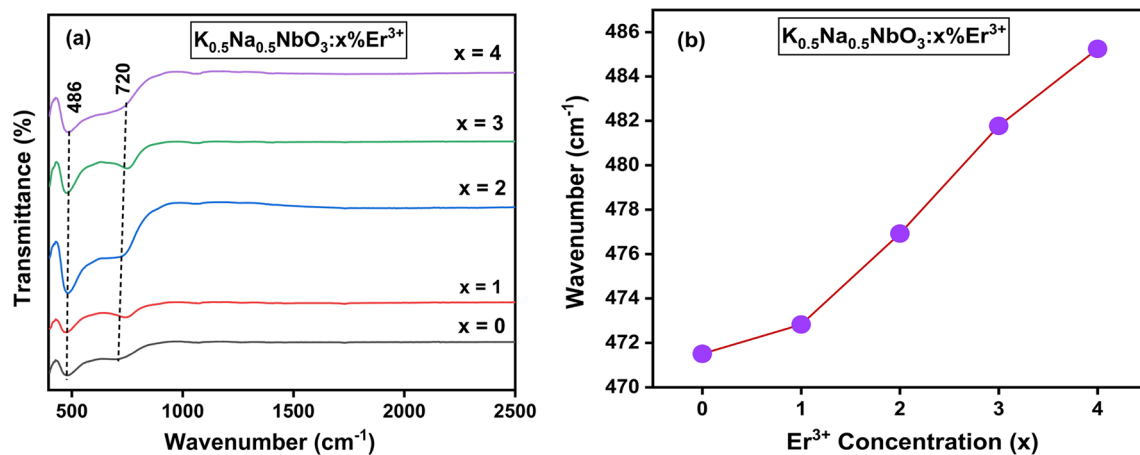 (a)
K₀.₅Na₀.₅NbO₃:x%Er³⁺
x = 4
486
720
x = 3
x = 2
x = 1
x = 0
Transmittance (%)
500
1000
1500
2000
2500
Wavenumber (cm⁻¹)
(b)
K₀.₅Na₀.₅NbO₃:x%Er³⁺
486
484
482
480
478
476
474
472
470
Wavenumber (cm⁻¹)
0
1
2
3
4
Er³⁺ Concentration (x)